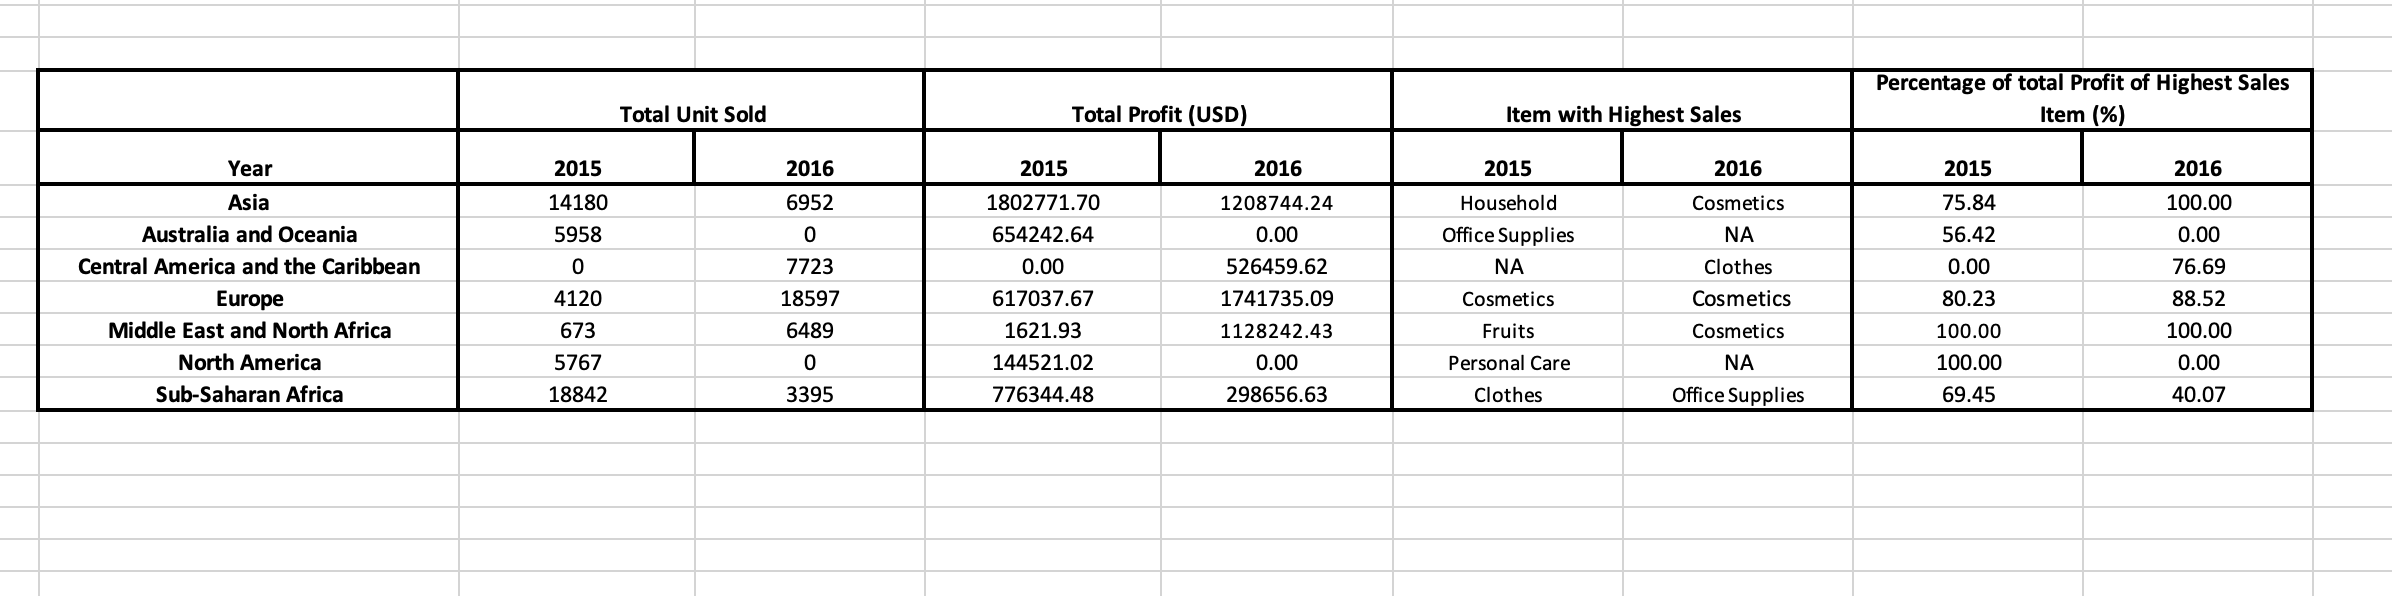 Total Unit Sold Total Profit (USD) Item with Highest Sales Percentage of total Profit of Highest Sales
Item (%)
Year 2015 2016 2015 2016 2015 2016 2015 2016
Asia 14180 6952 1802771.70 1208744.24 Household Cosmetics 75.84 100.00
Australia and Oceania 5958 0 654242.64 0.00 Office Supplies NA 56.42 0.00
Central America and the Caribbean 0 7723 0.00 526459.62 NA Clothes 0.00 76.69
Europe 4120 18597 617037.67 1741735.09 Cosmetics Cosmetics 80.23 88.52
Middle East and North Africa 673 6489 1621.93 1128242.43 Fruits Cosmetics 100.00 100.00
North America 5767 0 144521.02 0.00 Personal Care NA 100.00 0.00
Sub-Saharan Africa 18842 3395 776344.48 298656.63 Clothes Office Supplies 69.45 40.07